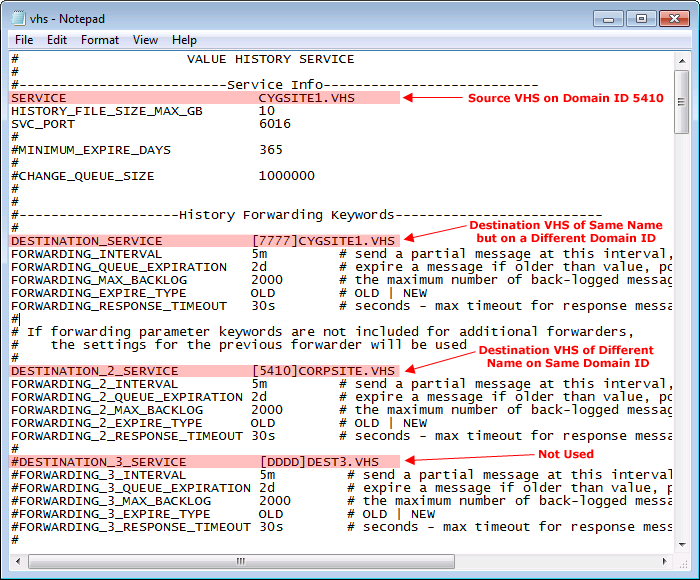 vhs - Notepad
File Edit Format View Help
# VALUE HISTORY SERVICE
#
#--------------------------Service Info---------------------------
SERVICE CYGSITE1.VHS
Source VHS on Domain ID 5410
HISTORY_FILE_SIZE_MAX_GB 10
SVC_PORT 6016
#
#MINIMUM_EXPIRE_DAYS 365
#
#CHANGE_QUEUE_SIZE 1000000
#
#
#--------------------History Forwarding Keywords--------------------
#
Destination VHS of Same Name
but on a Different Domain ID
DESTINATION_SERVICE [7777]CYGSITE1.VHS
FORWARDING_INTERVAL 5m # send a partial message at this interval,
FORWARDING_QUEUE_EXPIRATION 2d # expire a message if older than value, po
FORWARDING_MAX_BACKLOG 2000 # the maximum number of back-logged messag
FORWARDING_EXPIRE_TYPE OLD # OLD | NEW
FORWARDING_RESPONSE_TIMEOUT 30s # seconds - max timeout for response messa
#
# If forwarding parameter keywords are not included for additional forwarders,
# the settings for the previous forwarder will be used
#
Destination VHS of Different
Name on Same Domain ID
DESTINATION_2_SERVICE [5410]CORPSITE.VHS
FORWARDING_2_INTERVAL 5m # send a partial message at this interval,
FORWARDING_2_QUEUE_EXPIRATION 2d # expire a message if older than value, po
FORWARDING_2_MAX_BACKLOG 2000 # the maximum number of back-logged messag
FORWARDING_2_EXPIRE_TYPE OLD # OLD | NEW
FORWARDING_2_RESPONSE_TIMEOUT 30s # seconds - max timeout for response messa
#
#DESTINATION_3_SERVICE [DDDD]DEST3.VHS
Not Used
#FORWARDING_3_INTERVAL 5m # send a partial message at this interval
#FORWARDING_3_QUEUE_EXPIRATION 2d # expire a message if older than value, p
#FORWARDING_3_MAX_BACKLOG 2000 # the maximum number of back-logged messa
#FORWARDING_3_EXPIRE_TYPE OLD # OLD | NEW
#FORWARDING_3_RESPONSE_TIMEOUT 30s # seconds - max timeout for response mess
#